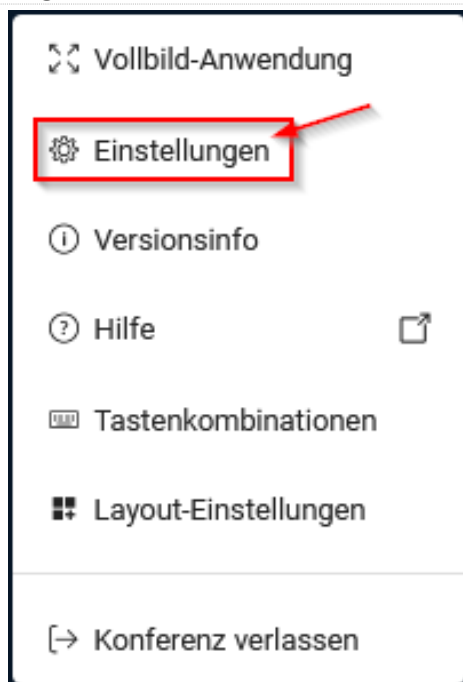 Vollbild-Anwendung
Einstellungen
Versionsinfo
Hilfe
Tastenkombinationen
Layout-Einstellungen
Konferenz verlassen